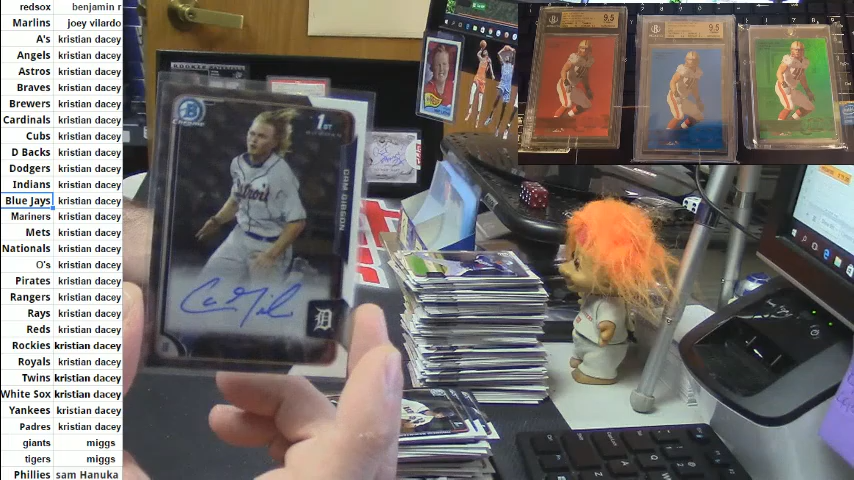 redsox benjamin r
Marlins joey vilardo
A's kristian dacey
Angels kristian dacey
Astros kristian dacey
Braves kristian dacey
Brewers kristian dacey
Cardinals kristian dacey
Cubs kristian dacey
D Backs kristian dacey
Dodgers kristian dacey
Indians kristian dacey
Blue Jays kristian dacey
Mariners kristian dacey
Mets kristian dacey
Nationals kristian dacey
O's kristian dacey
Pirates kristian dacey
Rangers kristian dacey
Rays kristian dacey
Reds kristian dacey
Rockies kristian dacey
Royals kristian dacey
Twins kristian dacey
White Sox kristian dacey
Yankees kristian dacey
Padres kristian dacey
giants miggs
tigers miggs
Phillies sam Hanuka
1ST
BOWMAN
CHROME
CAM GIBSON
Detroit
D
9.5
9.5